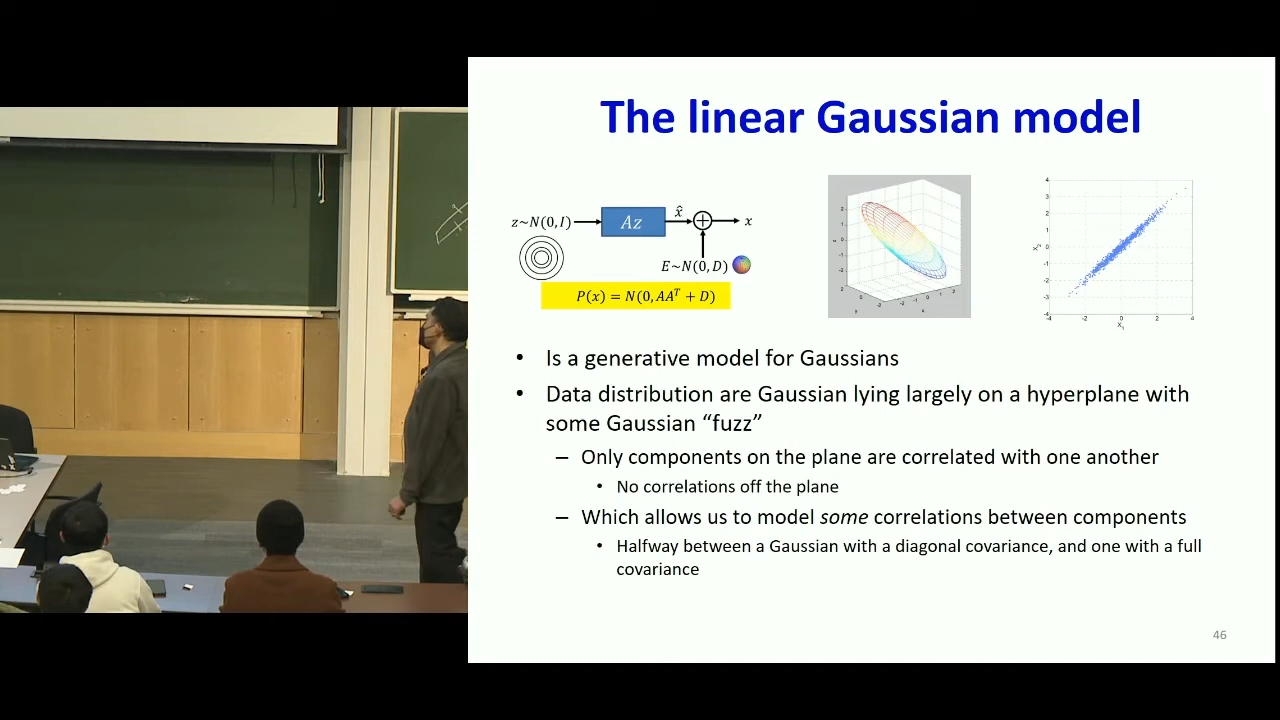 The linear Gaussian model
z~N(0,I)
Az
x̂
x
E~N(0,D)
P(x) = N(0, AAᵀ + D)
• Is a generative model for Gaussians
• Data distribution are Gaussian lying largely on a hyperplane with
some Gaussian “fuzz”
– Only components on the plane are correlated with one another
• No correlations off the plane
– Which allows us to model some correlations between components
• Halfway between a Gaussian with a diagonal covariance, and one with a full
covariance
46